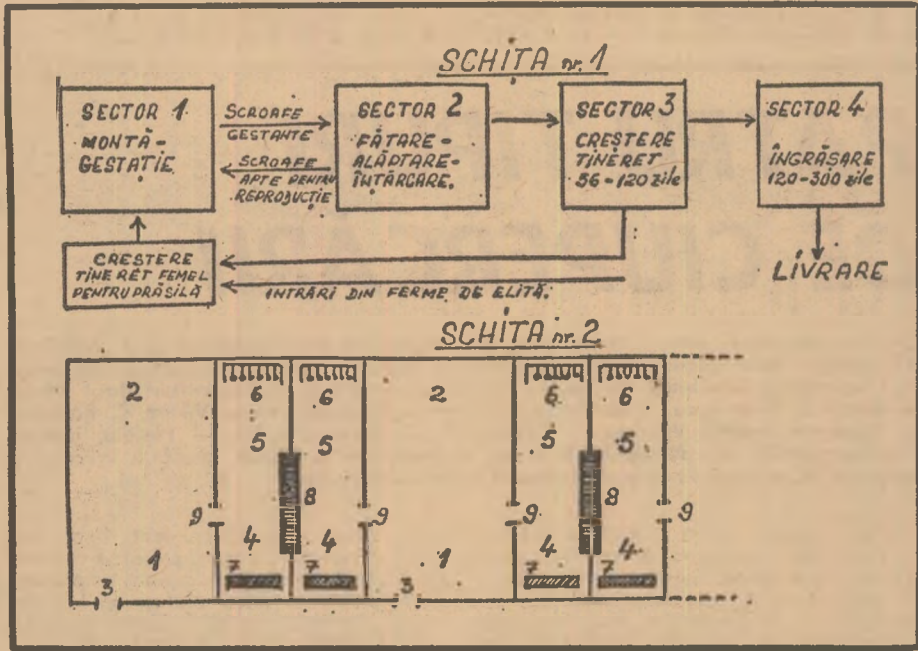 SCHITA nr. 1
SECTOR 1
MONTĂ-
GESTAȚIE
SCROAFE
GESTANTE
SCROAFE
APTE PENTRU
REPRODUCȚIE
SECTOR 2
FĂTARE-
ALĂPTARE-
ÎNȚĂRCARE.
SECTOR 3
CREȘTERE
TINERET
56-120 zile
SECTOR 4
ÎNGRĂȘARE
120-300 zile
CREȘTERE
TINERET FEMEL
PENTRU PRĂSILĂ
INTRĂRI DIN FERME DE ELITĂ.
LIVRARE
SCHITA nr. 2
2 6 6 2 6 6
5 5 5 5
8 8
9 9 9 9
1 4 4 1 4 4
3 7 7 3 7 7